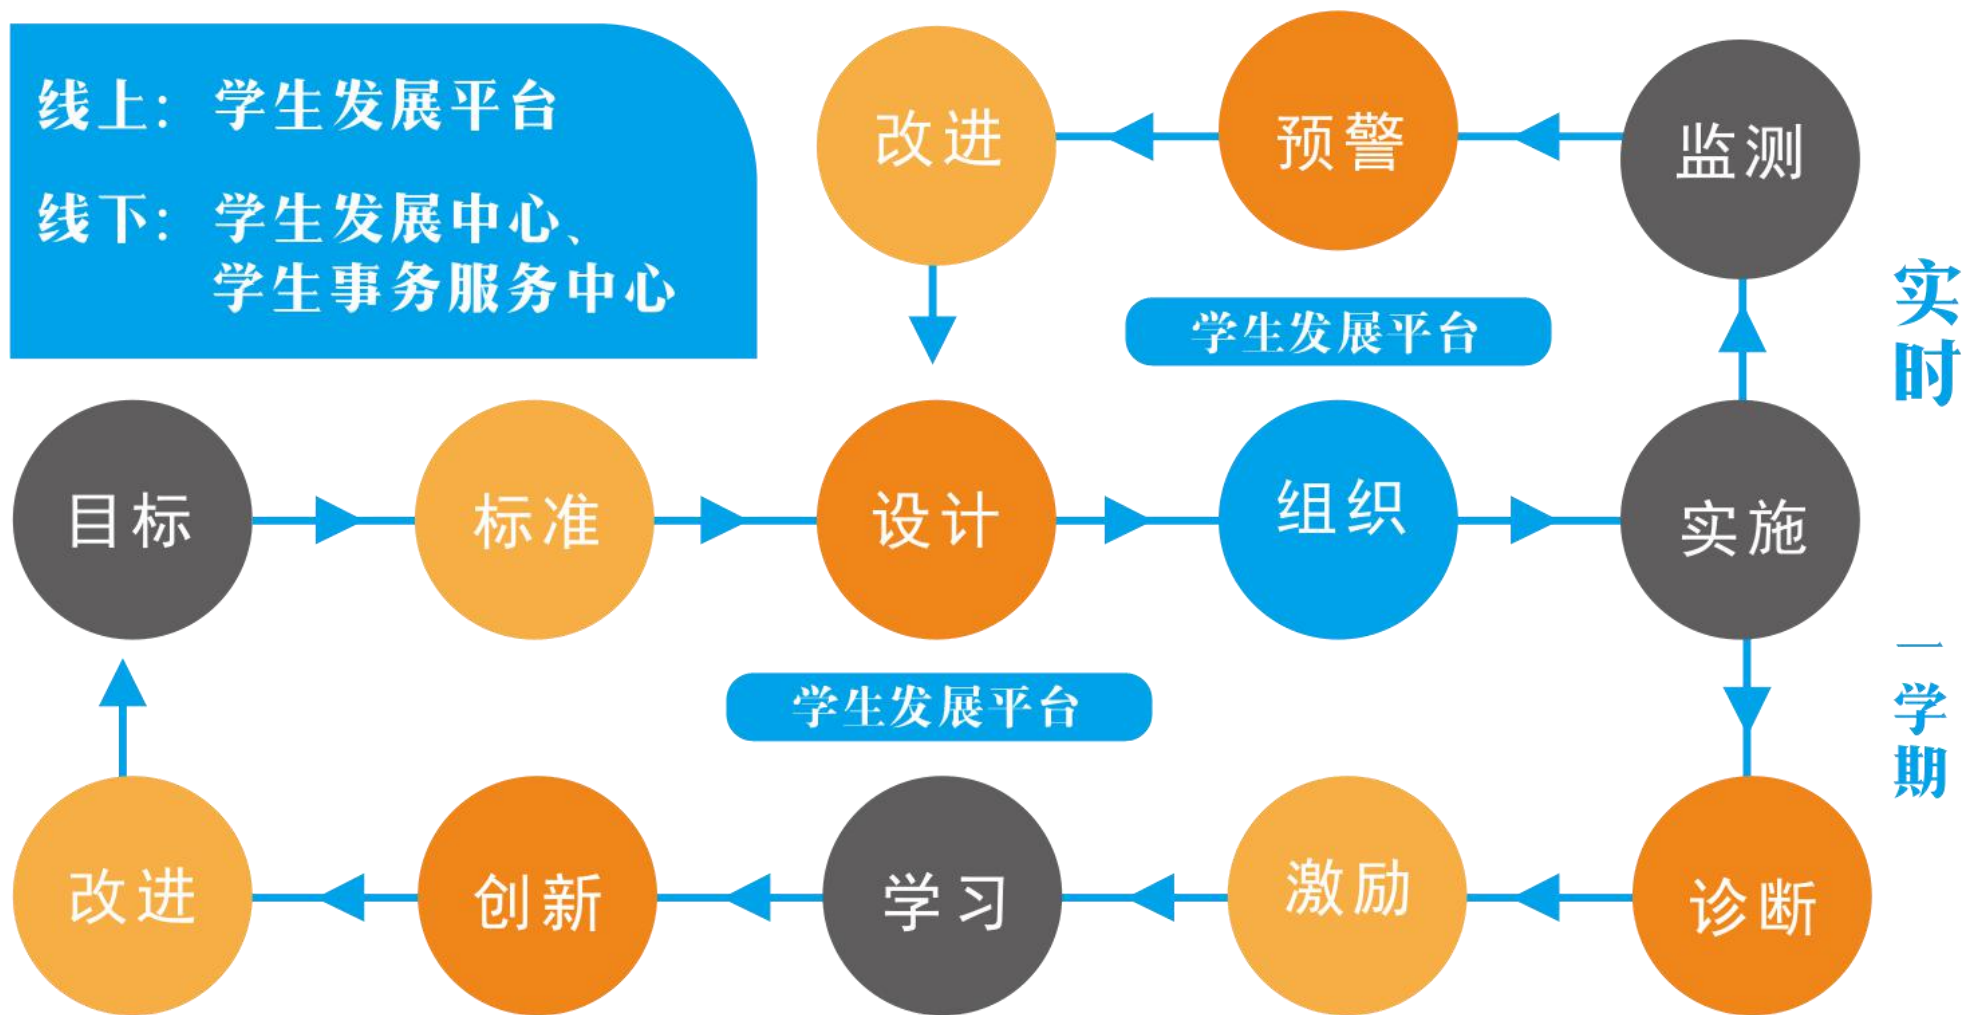 线上：学生发展平台
线下：学生发展中心、
学生事务服务中心
改进
预警
监测
学生发展平台
实时
目标
标准
设计
组织
实施
学生发展平台
一学期
改进
创新
学习
激励
诊断